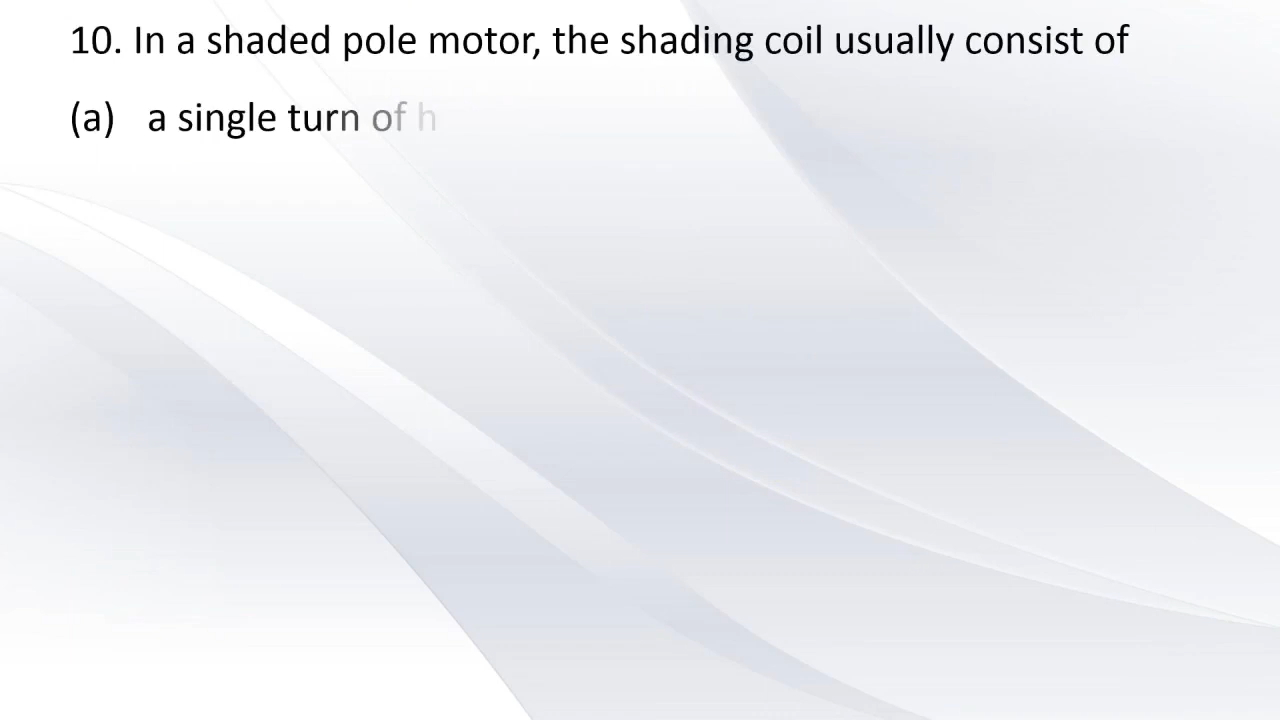 10. In a shaded pole motor, the shading coil usually consist of
(a) a single turn of h